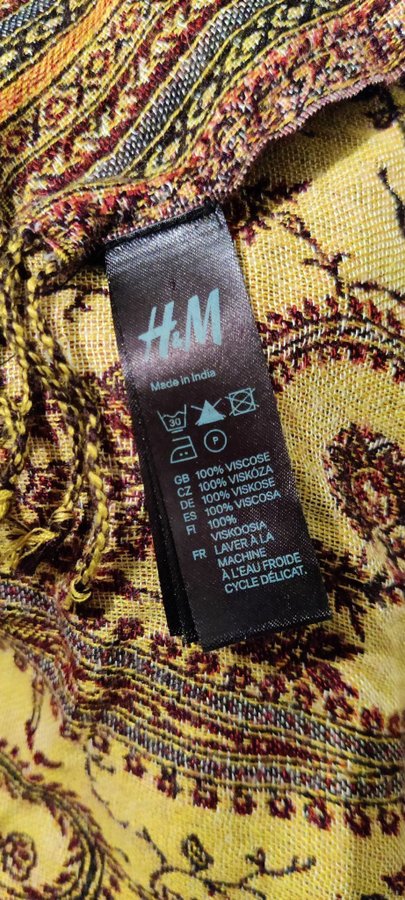 H&M
Made in India
30
P
GB 100% VISCOSE
CZ 100% VISKÓZA
DE 100% VISKOSE
ES 100% VISCOSA
FI 100%
VISKOOSIA
FR LAVER À LA
MACHINE
À L'EAU FROIDE
CYCLE DÉLICAT.